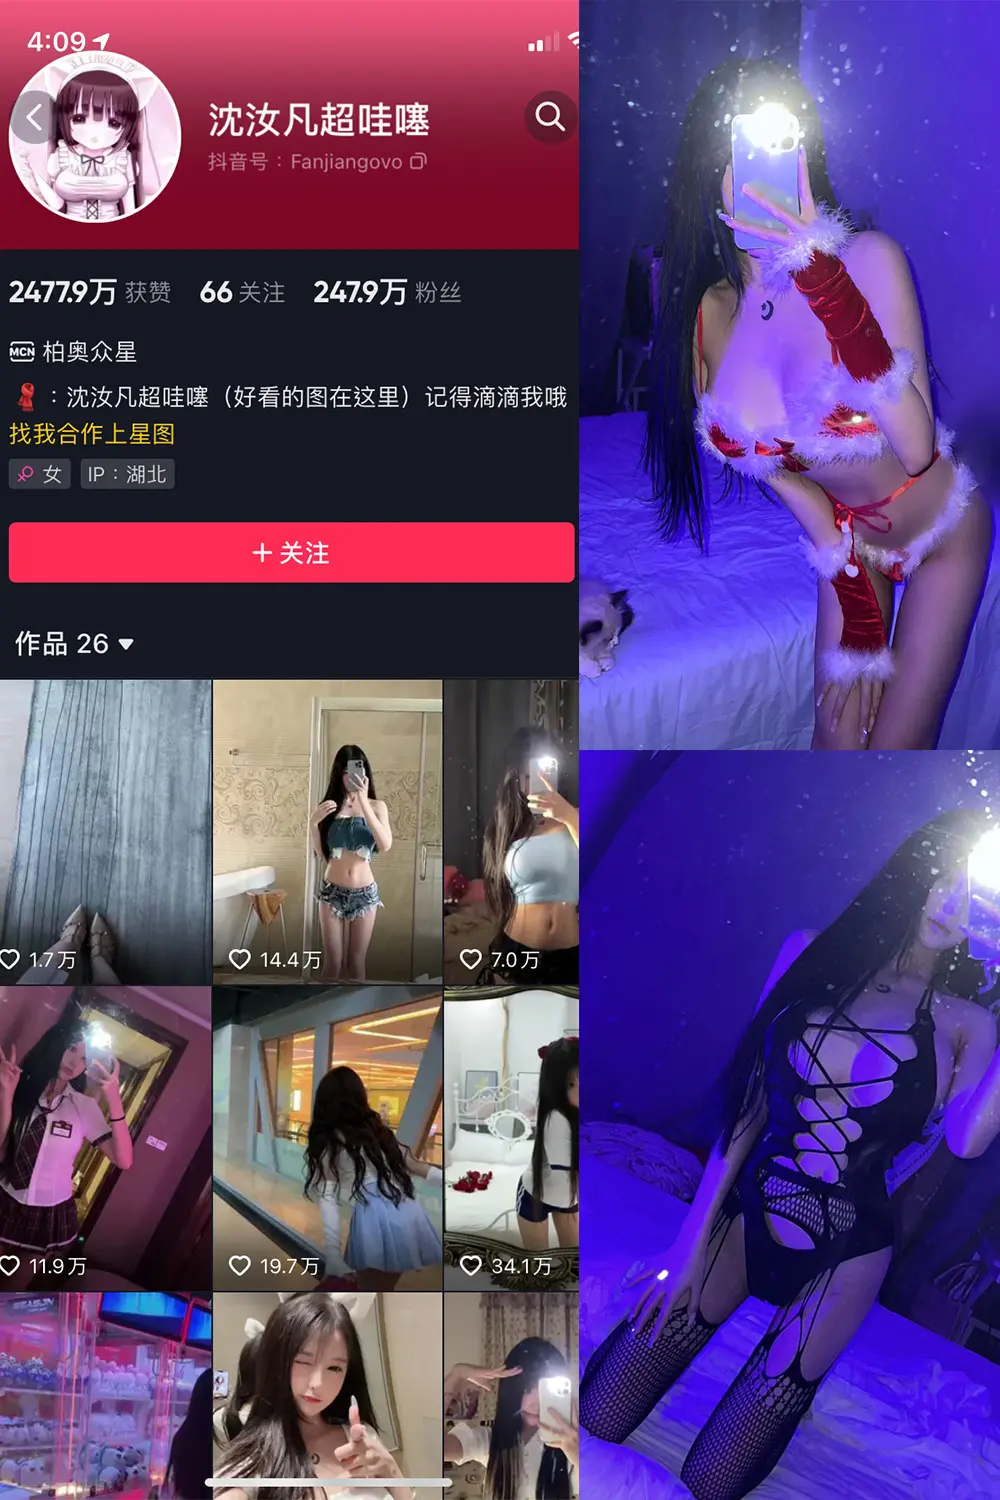 4:09
沈汝凡超哇噻
抖音号：Fanjiangovo
2477.9万 获赞 66 关注 247.9万 粉丝
MCN 柏奥众星
：沈汝凡超哇噻（好看的图在这里）记得滴滴我哦
找我合作上星图
女 IP：湖北
+ 关注
作品 26
1.7万 14.4万 7.0万
11.9万 19.7万 34.1万